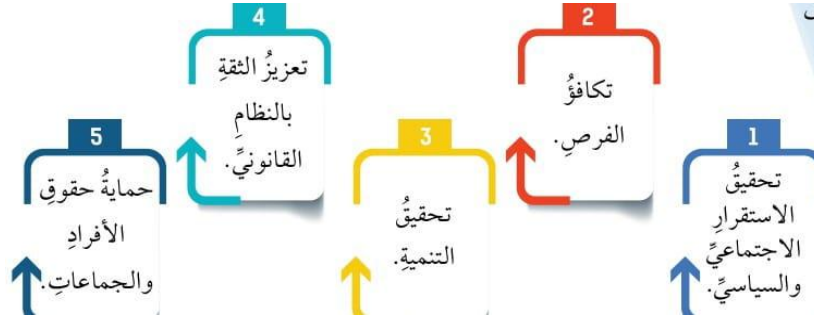 1
تحقيقُ
الاستقرارِ
الاجتماعيِّ
والسياسيِّ.
2
تكافؤُ
الفرصِ.
3
تحقيقُ
التنميةِ.
4
تعزيزُ الثقةِ
بالنظامِ
القانونيِّ.
5
حمايةُ حقوقِ
الأفرادِ
والجماعاتِ.